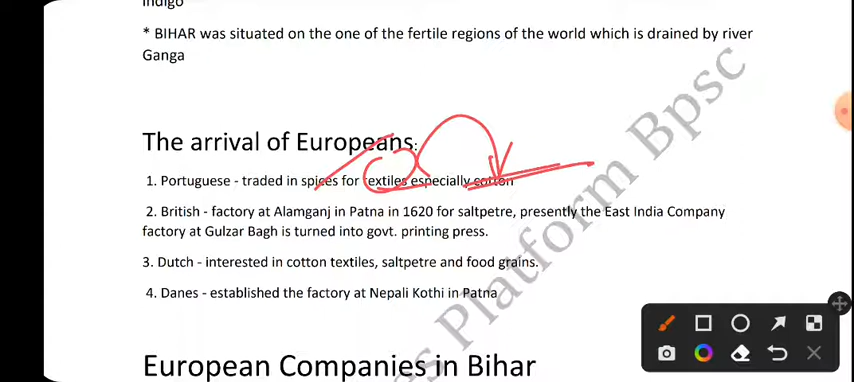 Indigo
* BIHAR was situated on the one of the fertile regions of the world which is drained by river
Ganga
The arrival of Europeans:
1. Portuguese - traded in spices for textiles especially cotton
2. British - factory at Alamganj in Patna in 1620 for saltpetre, presently the East India Company
factory at Gulzar Bagh is turned into govt. printing press.
3. Dutch - interested in cotton textiles, saltpetre and food grains.
4. Danes - established the factory at Nepali Kothi in Patna
European Companies in Bihar
Platform Bpsc